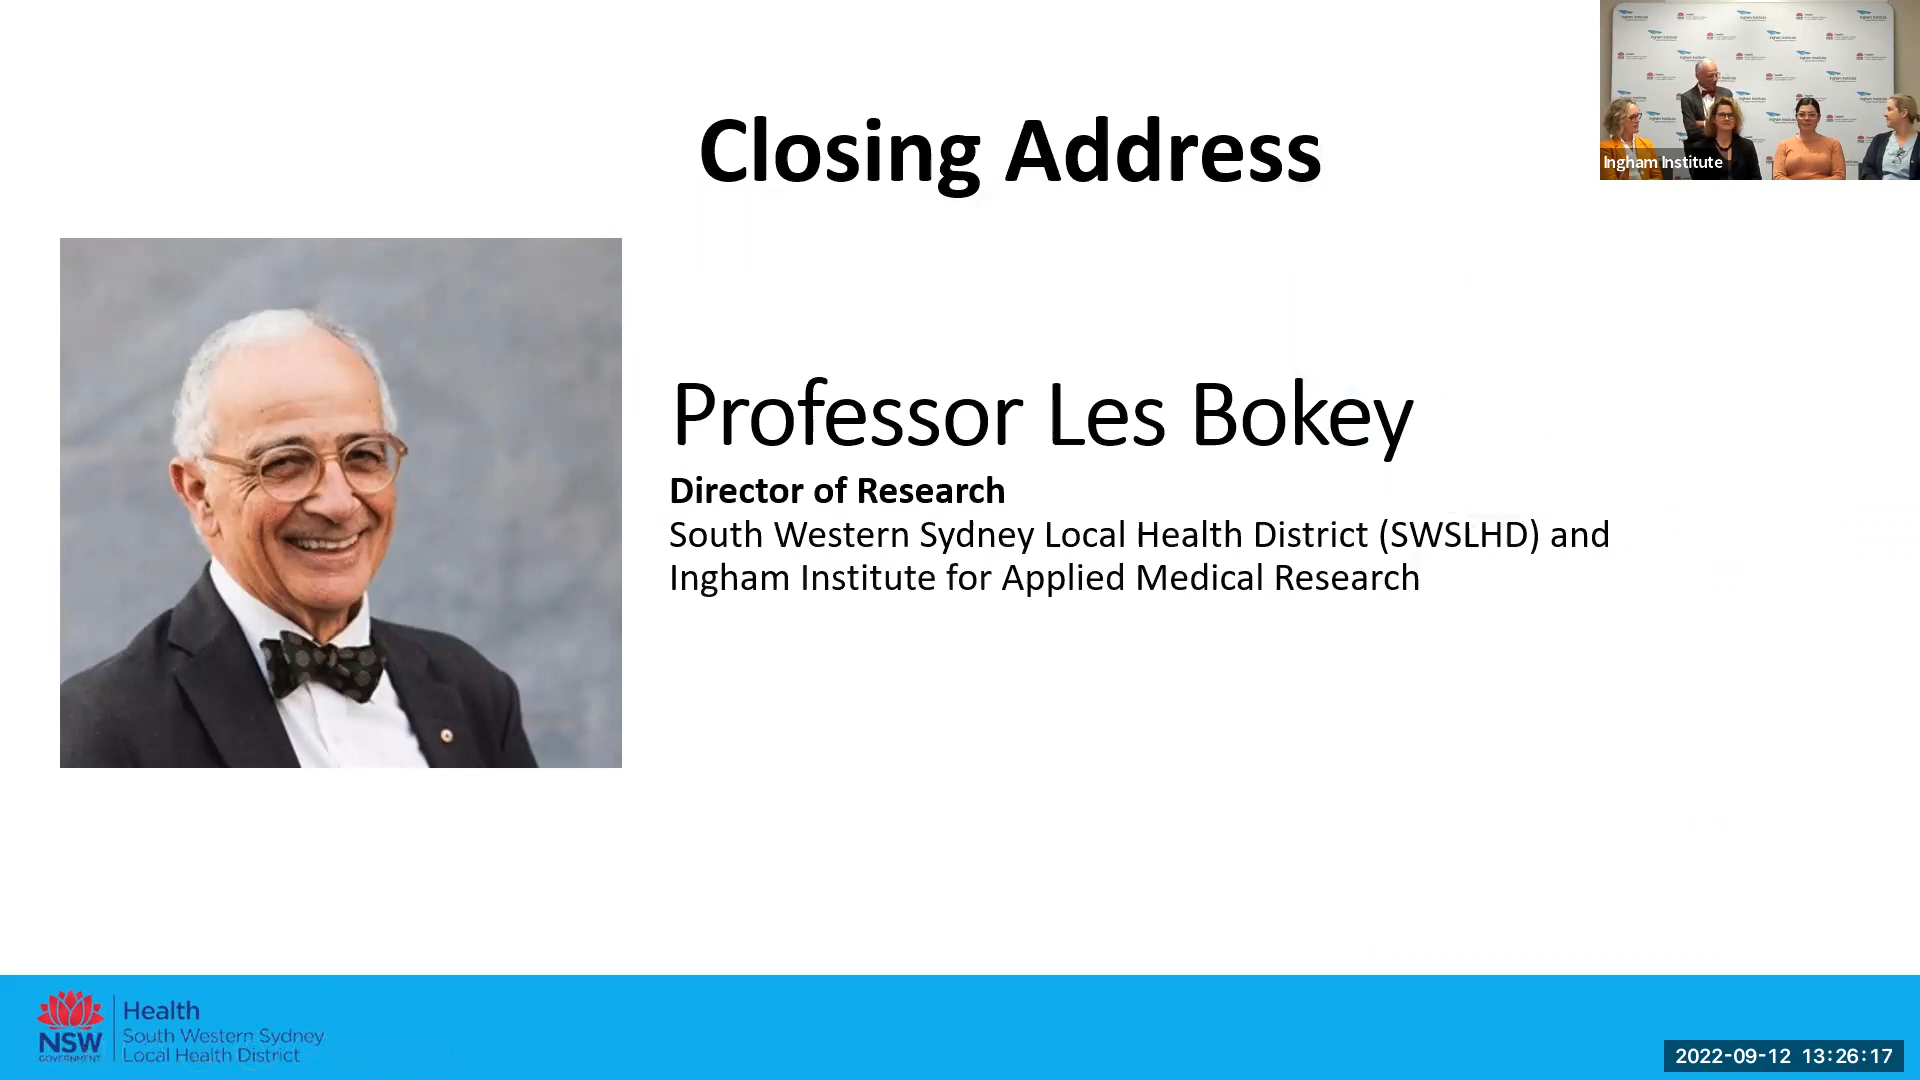 Closing Address
Ingham Institute
Professor Les Bokey
Director of Research
South Western Sydney Local Health District (SWSLHD) and
Ingham Institute for Applied Medical Research
NSW
GOVERNMENT
Health
South Western Sydney
Local Health District
2022-09-12 13:26:17